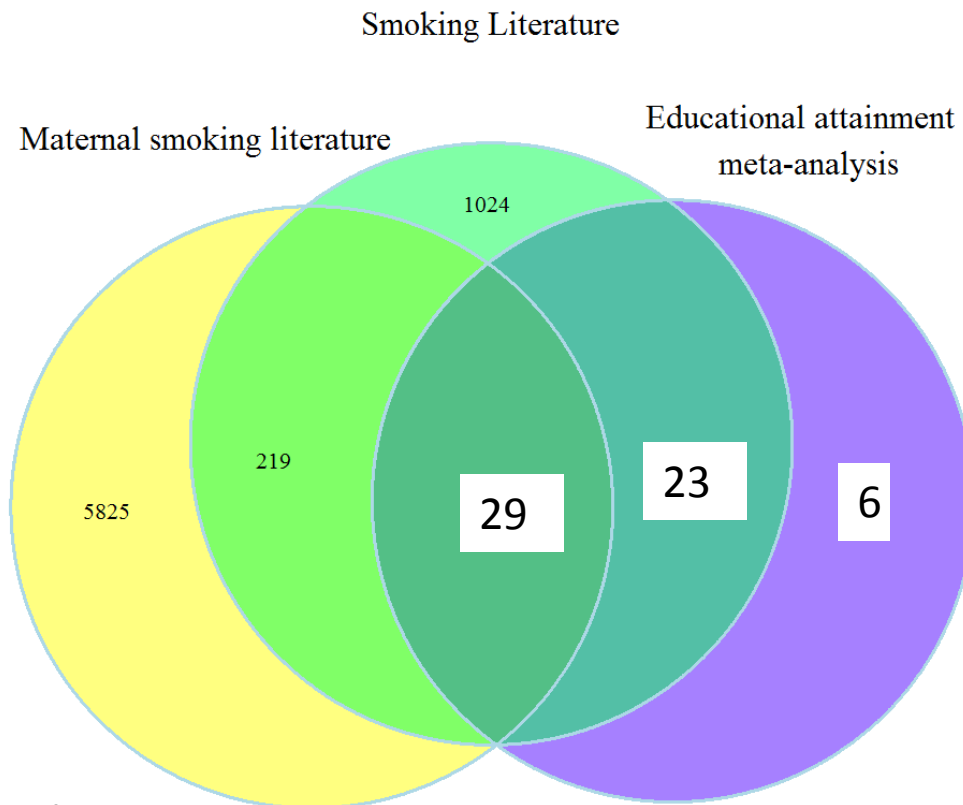 Smoking Literature
Maternal smoking literature
Educational attainment
meta-analysis
1024
219
5825
29
23
6